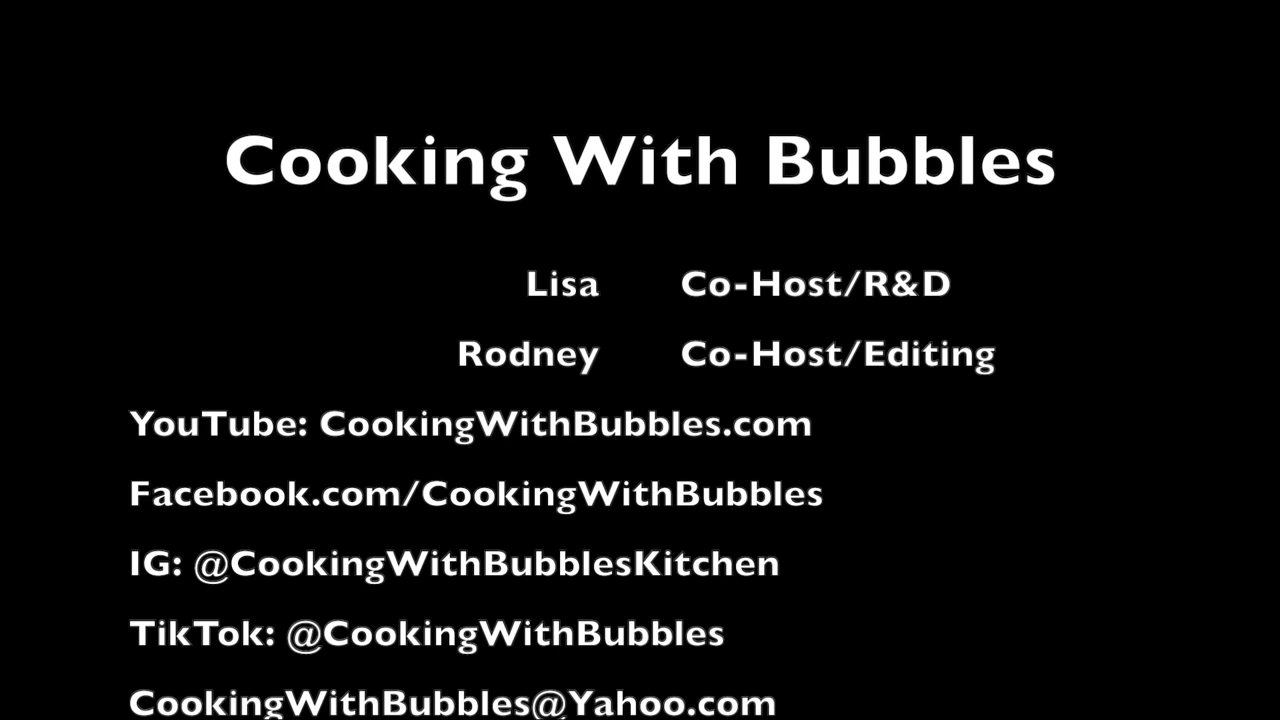 Cooking With Bubbles
Lisa Co-Host/R&D
Rodney Co-Host/Editing
YouTube: CookingWithBubbles.com
Facebook.com/CookingWithBubbles
IG: @CookingWithBubblesKitchen
TikTok: @CookingWithBubbles
CookingWithBubbles@Yahoo.com